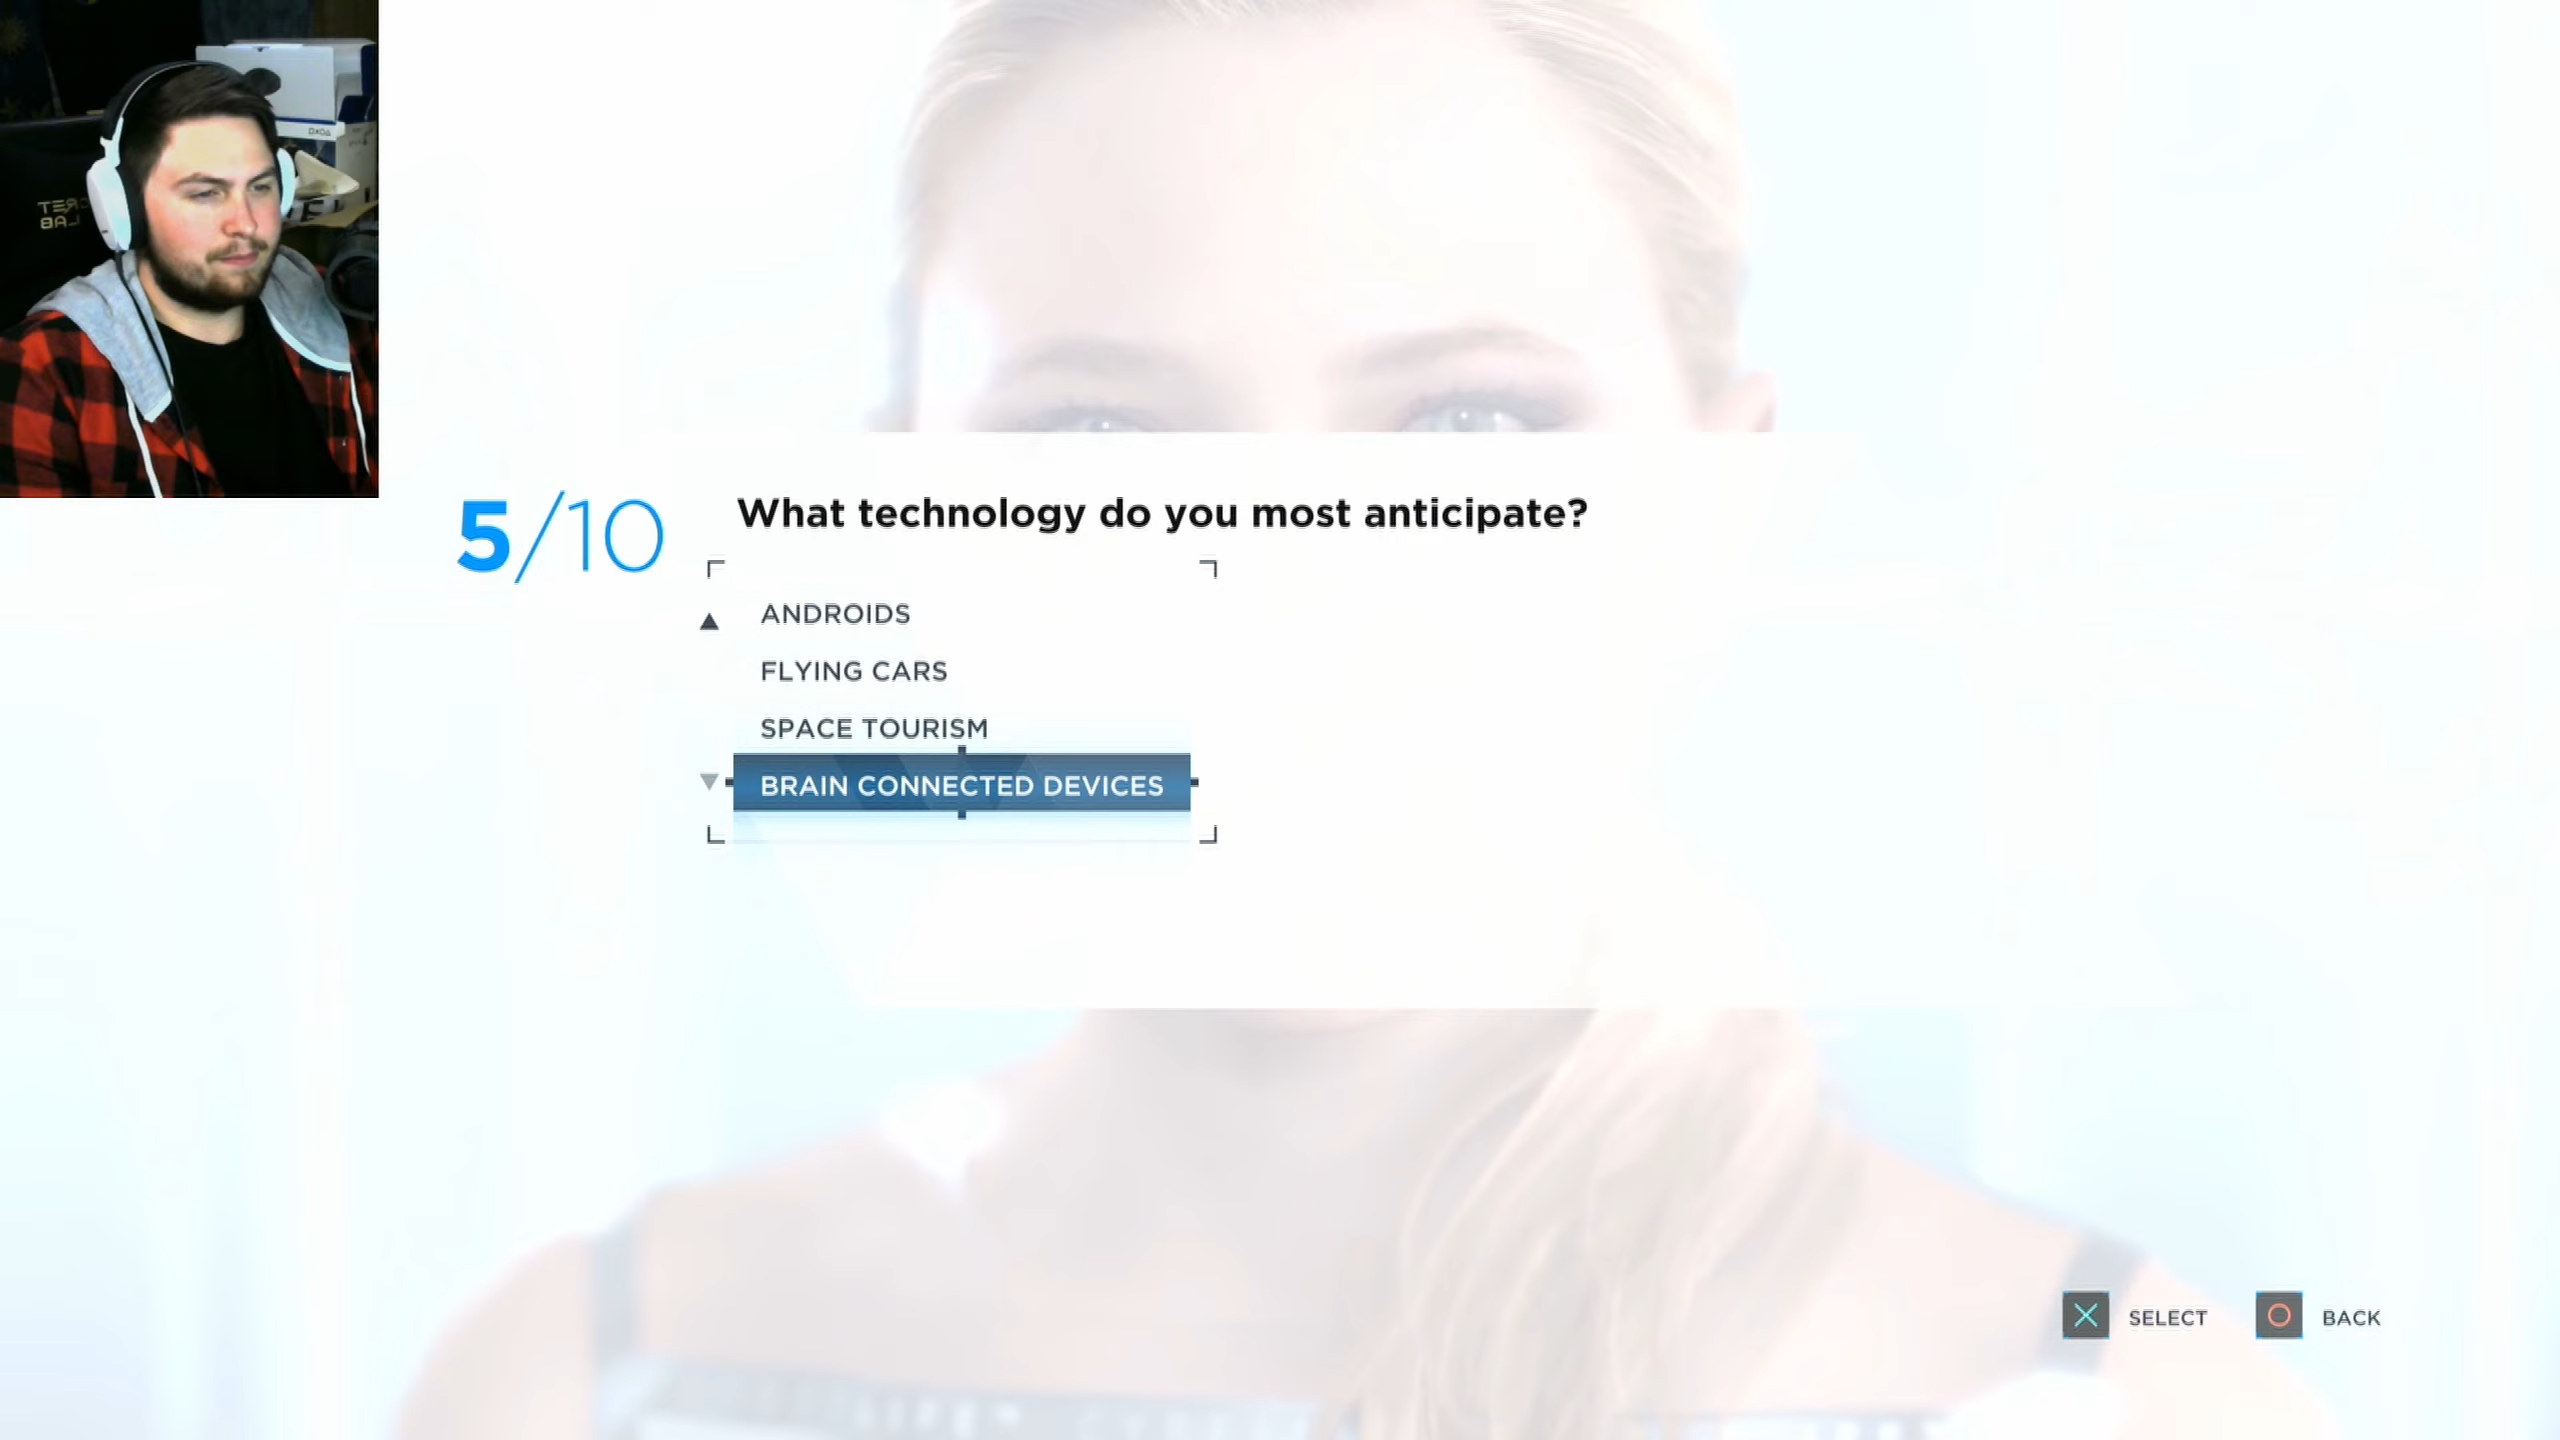 5/10
What technology do you most anticipate?
ANDROIDS
FLYING CARS
SPACE TOURISM
BRAIN CONNECTED DEVICES
SELECT
BACK